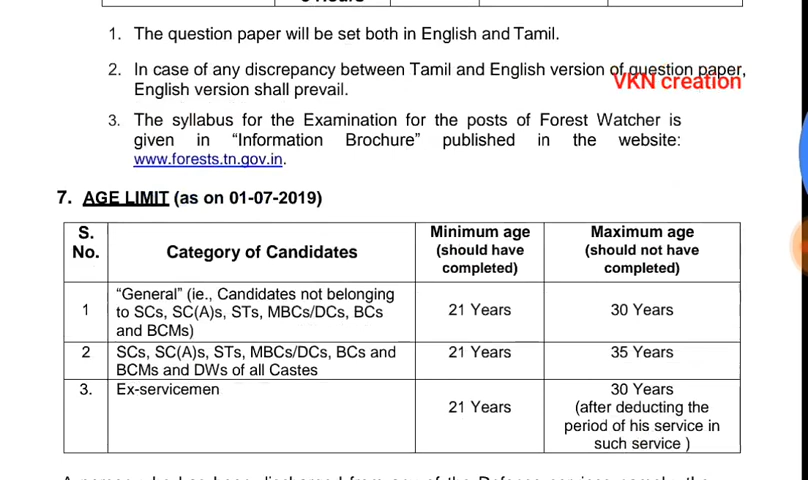 1. The question paper will be set both in English and Tamil.
2. In case of any discrepancy between Tamil and English version of question paper,
VKN creation
English version shall prevail.
3. The syllabus for the Examination for the posts of Forest Watcher is
given in “Information Brochure” published in the website:
www.forests.tn.gov.in.
7. AGE LIMIT (as on 01-07-2019)
S. No. Category of Candidates Minimum age (should have completed) Maximum age (should not have completed)
1 “General” (ie., Candidates not belonging to SCs, SC(A)s, STs, MBCs/DCs, BCs and BCMs) 21 Years 30 Years
2 SCs, SC(A)s, STs, MBCs/DCs, BCs and BCMs and DWs of all Castes 21 Years 35 Years
3. Ex-servicemen 21 Years 30 Years (after deducting the period of his service in such service )